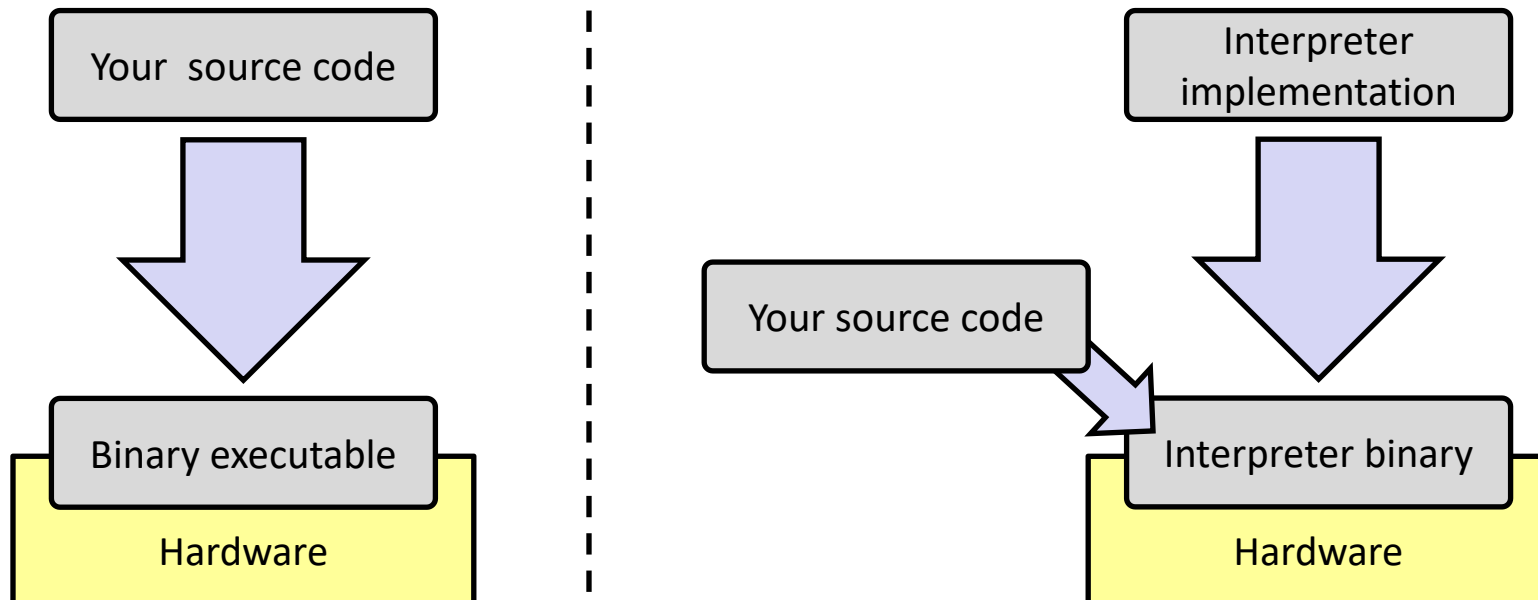 Your  source code
Binary executable
Hardware
Interpreter
implementation
Your source code
Interpreter binary
Hardware